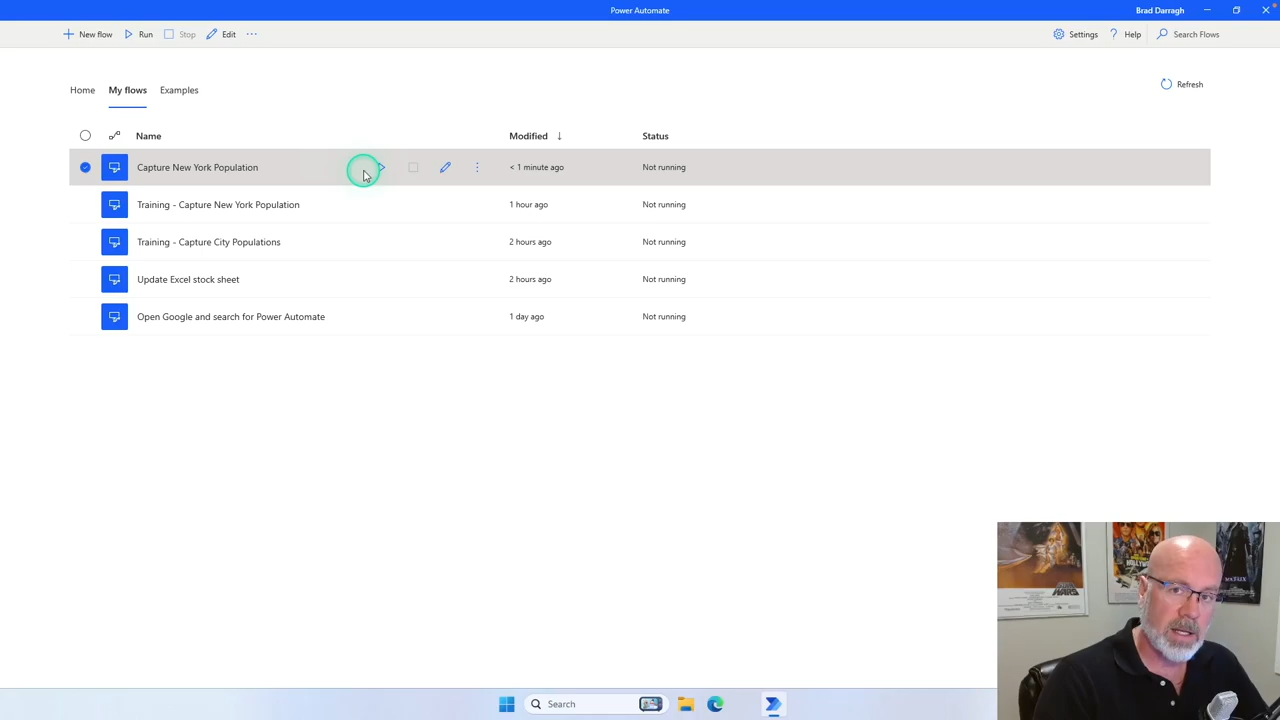 Power Automate
Brad Darragh
New flow
Run
Stop
Edit
Settings
? Help
Search Flows
Home
My flows
Examples
Refresh
Name
Modified ↓
Status
Capture New York Population
< 1 minute ago
Not running
Training - Capture New York Population
1 hour ago
Not running
Training - Capture City Populations
2 hours ago
Not running
Update Excel stock sheet
2 hours ago
Not running
Open Google and search for Power Automate
1 day ago
Not running
STAR
WARS
Search